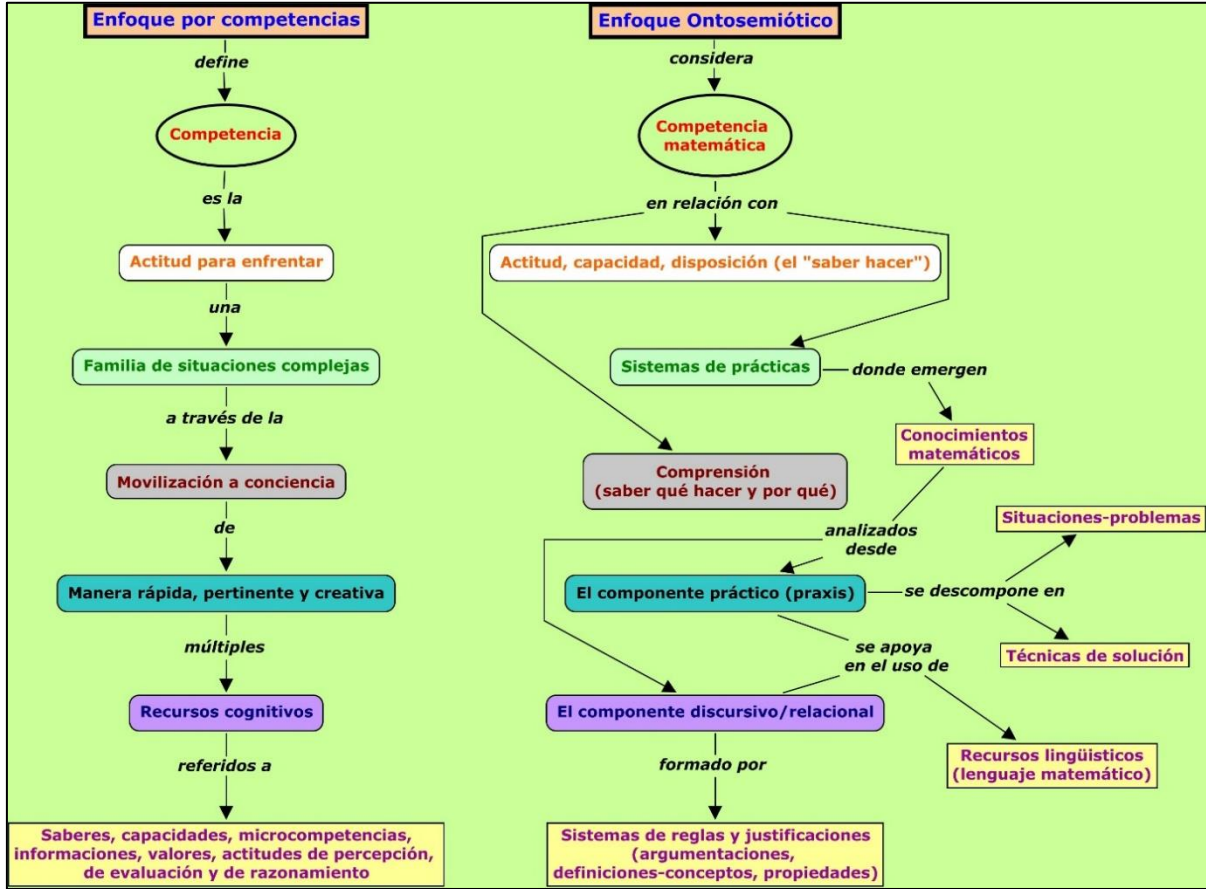 Enfoque por competencias
define
Competencia
es la
Actitud para enfrentar
una
Familia de situaciones complejas
a través de la
Movilización a conciencia
de
Manera rápida, pertinente y creativa
múltiples
Recursos cognitivos
referidos a
Saberes, capacidades, microcompetencias,
informaciones, valores, actitudes de percepción,
de evaluación y de razonamiento
Enfoque Ontosemiótico
considera
Competencia
matemática
en relación con
Actitud, capacidad, disposición (el "saber hacer")
Sistemas de prácticas
donde emergen
Conocimientos
matemáticos
Comprensión
(saber qué hacer y por qué)
analizados
desde
El componente práctico (praxis)
se descompone en
Situaciones-problemas
Técnicas de solución
se apoya
en el uso de
Recursos lingüisticos
(lenguaje matemático)
El componente discursivo/relacional
formado por
Sistemas de reglas y justificaciones
(argumentaciones,
definiciones-conceptos, propiedades)